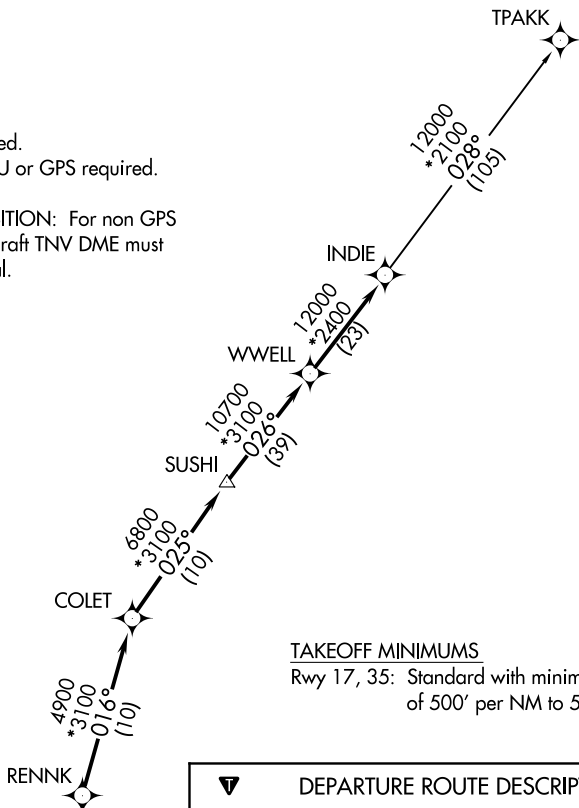 TPAKK
ed.
U or GPS required.
ITION: For non GPS
raft TNV DME must
al.
12000
*2100
028°
(105)
INDIE
12000
*2400
(23)
WWELL
10700
*3100
026°
(39)
SUSHI
6800
*3100
025°
(10)
COLET
TAKEOFF MINIMUMS
Rwy 17, 35: Standard with minim
of 500' per NM to 5
4900
*3100
016°
(10)
RENNK
T DEPARTURE ROUTE DESCRIPT